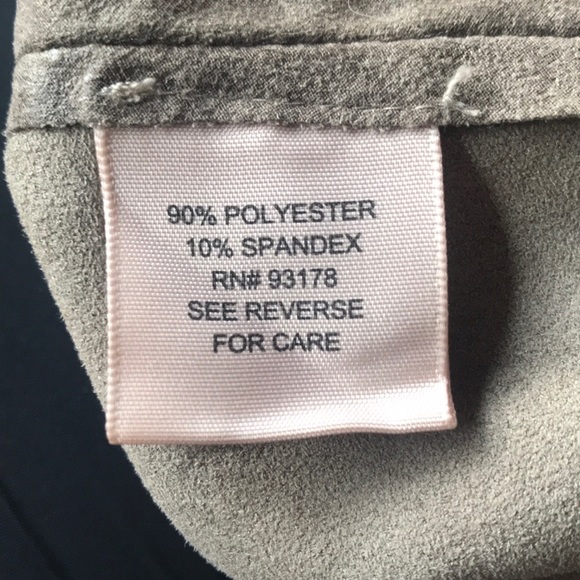 90% POLYESTER
10% SPANDEX
RN# 93178
SEE REVERSE
FOR CARE